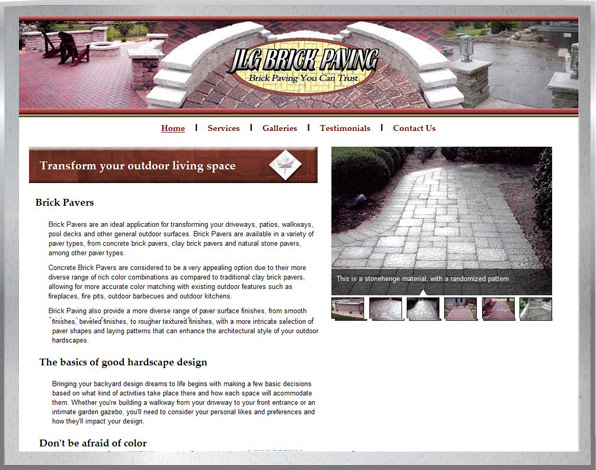 JLG BRICK PAVING
Brick Paving You Can Trust
Home | Services | Galleries | Testimonials | Contact Us
Transform your outdoor living space
Brick Pavers
Brick Pavers are an ideal application for transforming your driveways, patios, walkways,
pool decks and other general outdoor surfaces. Brick Pavers are available in a variety of
paver types, from concrete brick pavers, clay brick pavers and natural stone pavers,
among other paver types.
Concrete Brick Pavers are considered to be a very appealing option due to their more
diverse range of rich color combinations as compared to traditional clay brick pavers,
allowing for more accurate color matching with existing outdoor features such as
fireplaces, fire pits, outdoor barbecues and outdoor kitchens.
Brick Paving also provide a more diverse range of paver surface finishes, from smooth
finishes, beveled finishes, to rougher textured finishes, with a more intricate selection of
paver shapes and laying patterns that can enhance the architectural style of your outdoor
hardscapes.
The basics of good hardscape design
Bringing your backyard design dreams to life begins with making a few basic decisions
based on what kind of activities take place there and how each space will acommodate
them. Whether you're building a walkway from your driveway to your front entrance or an
intimate garden gazebo, you'll need to consider your personal likes and preferences and
how they'll impact your design.
Don't be afraid of color
This is a stonehenge material, with a randomized pattern